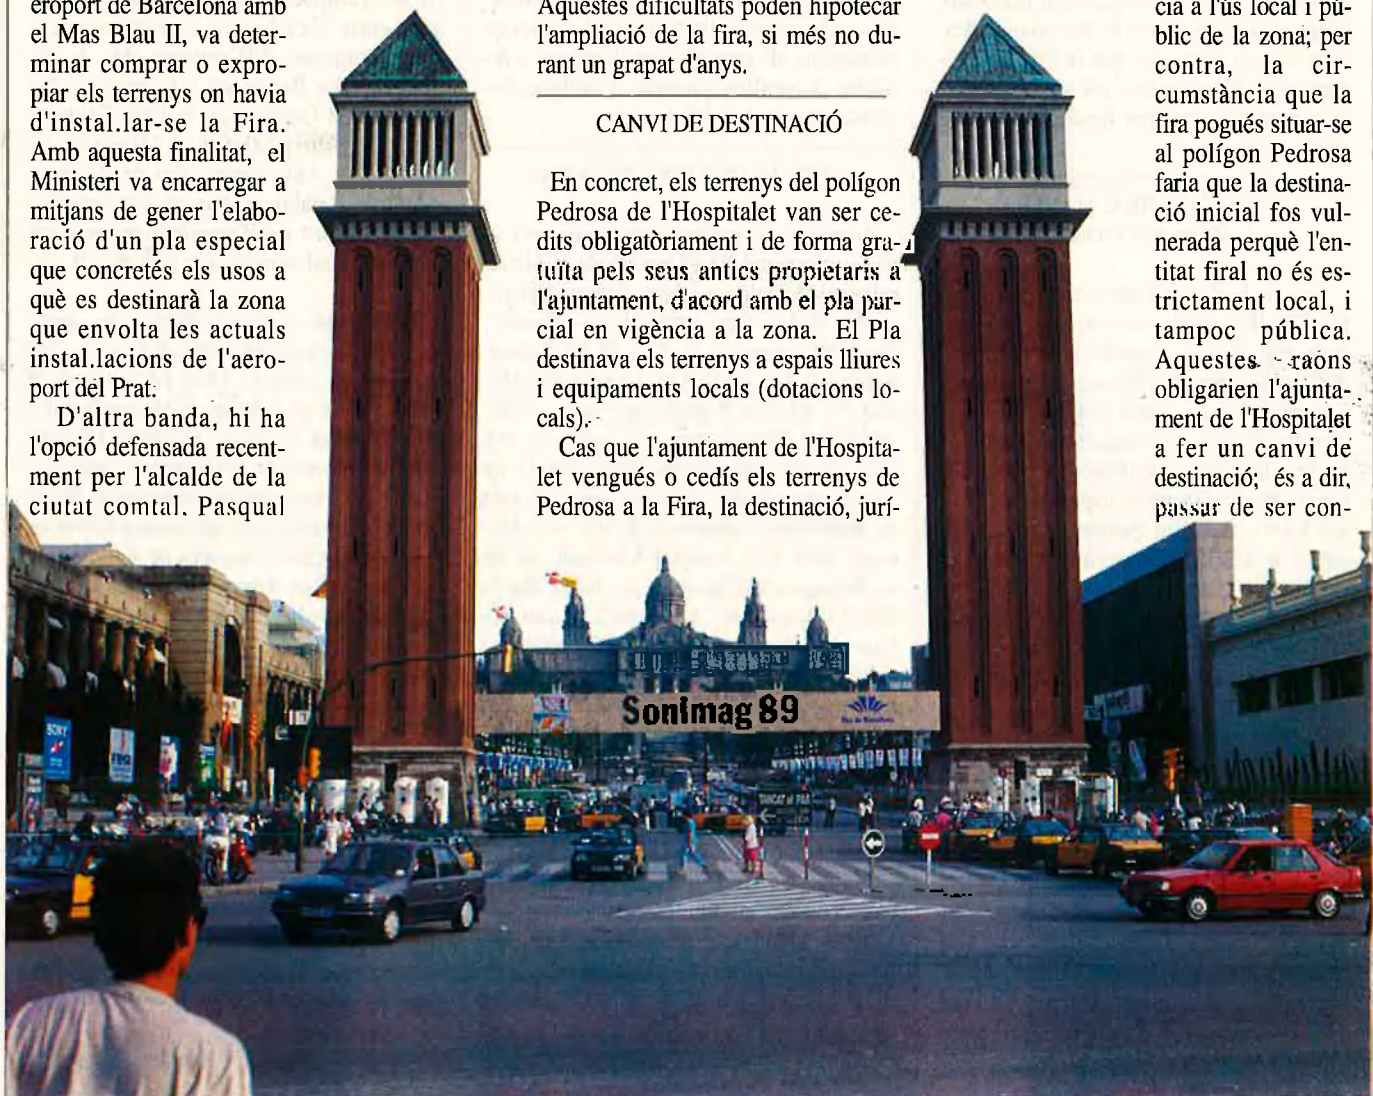 eroport de Barcelona amb
el Mas Blau II, va deter-
minar comprar o expro-
piar els terrenys on havia
d'instal.lar-se la Fira.
Amb aquesta finalitat, el
Ministeri va encarregar a
mitjans de gener l'elabo-
ració d'un pla especial
que concretés els usos a
què es destinarà la zona
que envolta les actuals
instal.lacions de l'aero-
port del Prat.
D'altra banda, hi ha
l'opció defensada recent-
ment per l'alcalde de la
ciutat comtal, Pasqual
Aquestes dificultats poden hipotecar
l'ampliació de la fira, si més no du-
rant un grapat d'anys.
CANVI DE DESTINACIÓ
En concret, els terrenys del polígon
Pedrosa de l'Hospitalet van ser ce-
dits obligatòriament i de forma gra-
tuïta pels seus antics propietaris a
l'ajuntament, d'acord amb el pla par-
cial en vigència a la zona. El Pla
destinava els terrenys a espais lliures
i equipaments locals (dotacions lo-
cals).
Cas que l'ajuntament de l'Hospita-
let vengués o cedís els terrenys de
Pedrosa a la Fira, la destinació, jurí-
cia a l'ús local i pú-
blic de la zona; per
contra, la cir-
cumstància que la
fira pogués situar-se
al polígon Pedrosa
faria que la destina-
ció inicial fos vul-
nerada perquè l'en-
titat firal no és es-
trictament local, i
tampoc pública.
Aquestes raons
obligarien l'ajunta-
ment de l'Hospitalet
a fer un canvi de
destinació; és a dir,
passar de ser con-
Sonimag 89
SONY
TANCAT al PAS